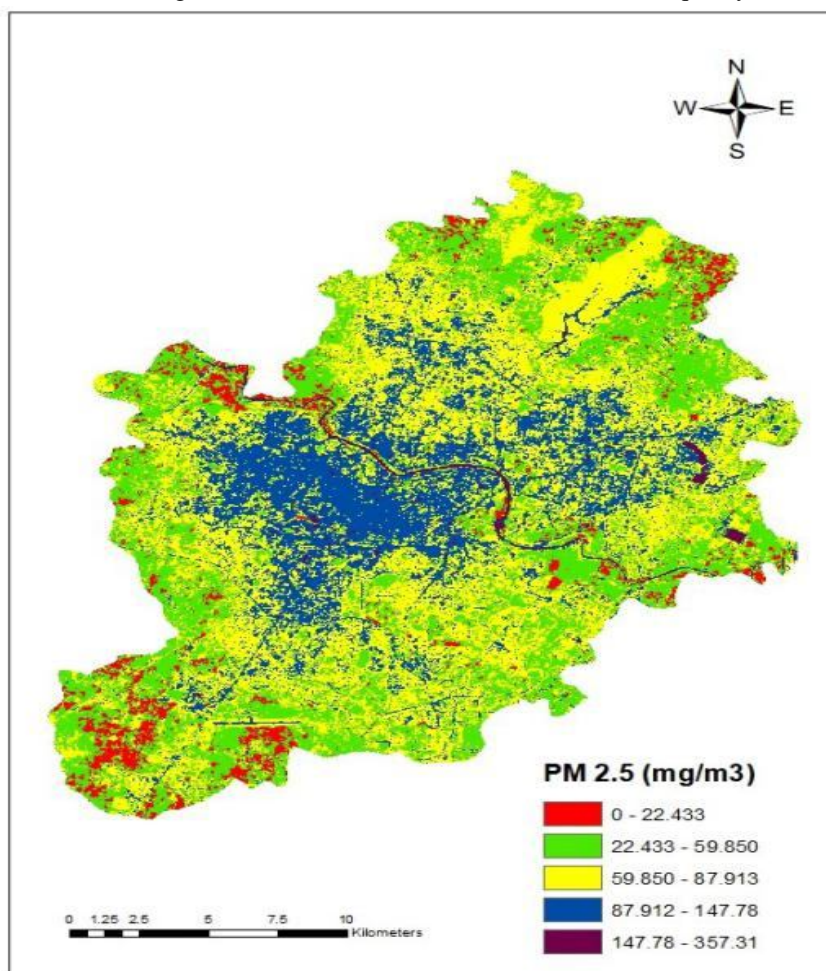 N
W E
S
PM 2.5 (mg/m3)
0 - 22.433
22.433 - 59.850
59.850 - 87.913
87.912 - 147.78
147.78 - 357.31
0 1.25 2.5 5 7.5 10
Kilometers